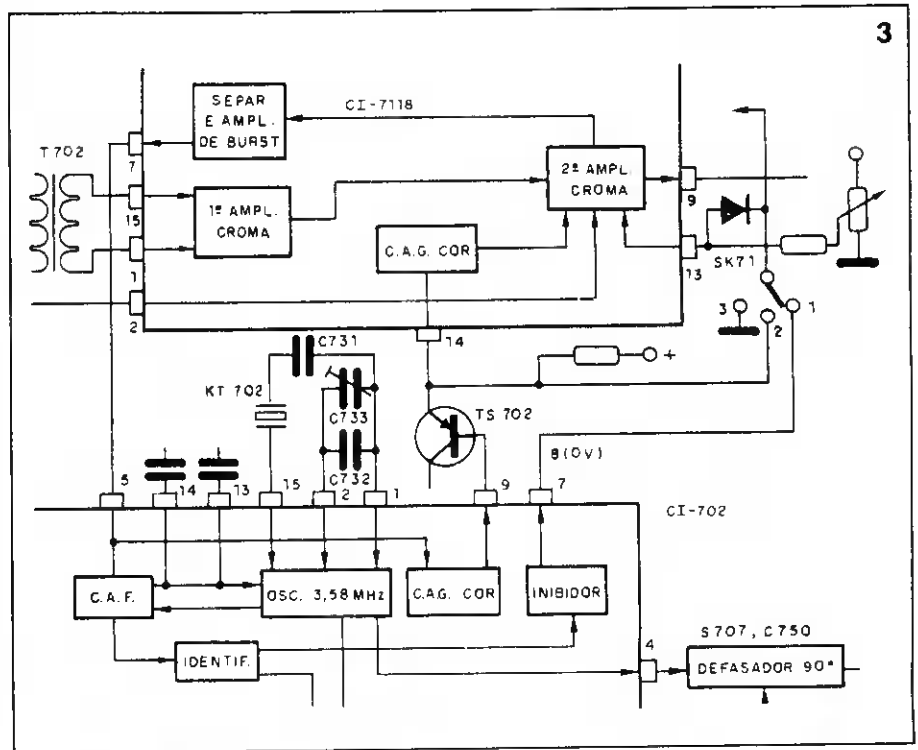 3
SEPAR
E AMPL.
DE BURST
CI-7118
T702
7
15
1
2
1º AMPL.
CROMA
2º AMPL.
CROMA
C.A.G. COR
9
13
14
SK71
3
2
1
+
C731
KT 702
C733
C732
TS 702
8(0V)
5
14
13
15
2
1
9
7
CI-702
C.A.F.
OSC. 3,58 MHz
C.A.G. COR
INIBIDOR
IDENTIF.
4
S707, C750
DEFASADOR 90º